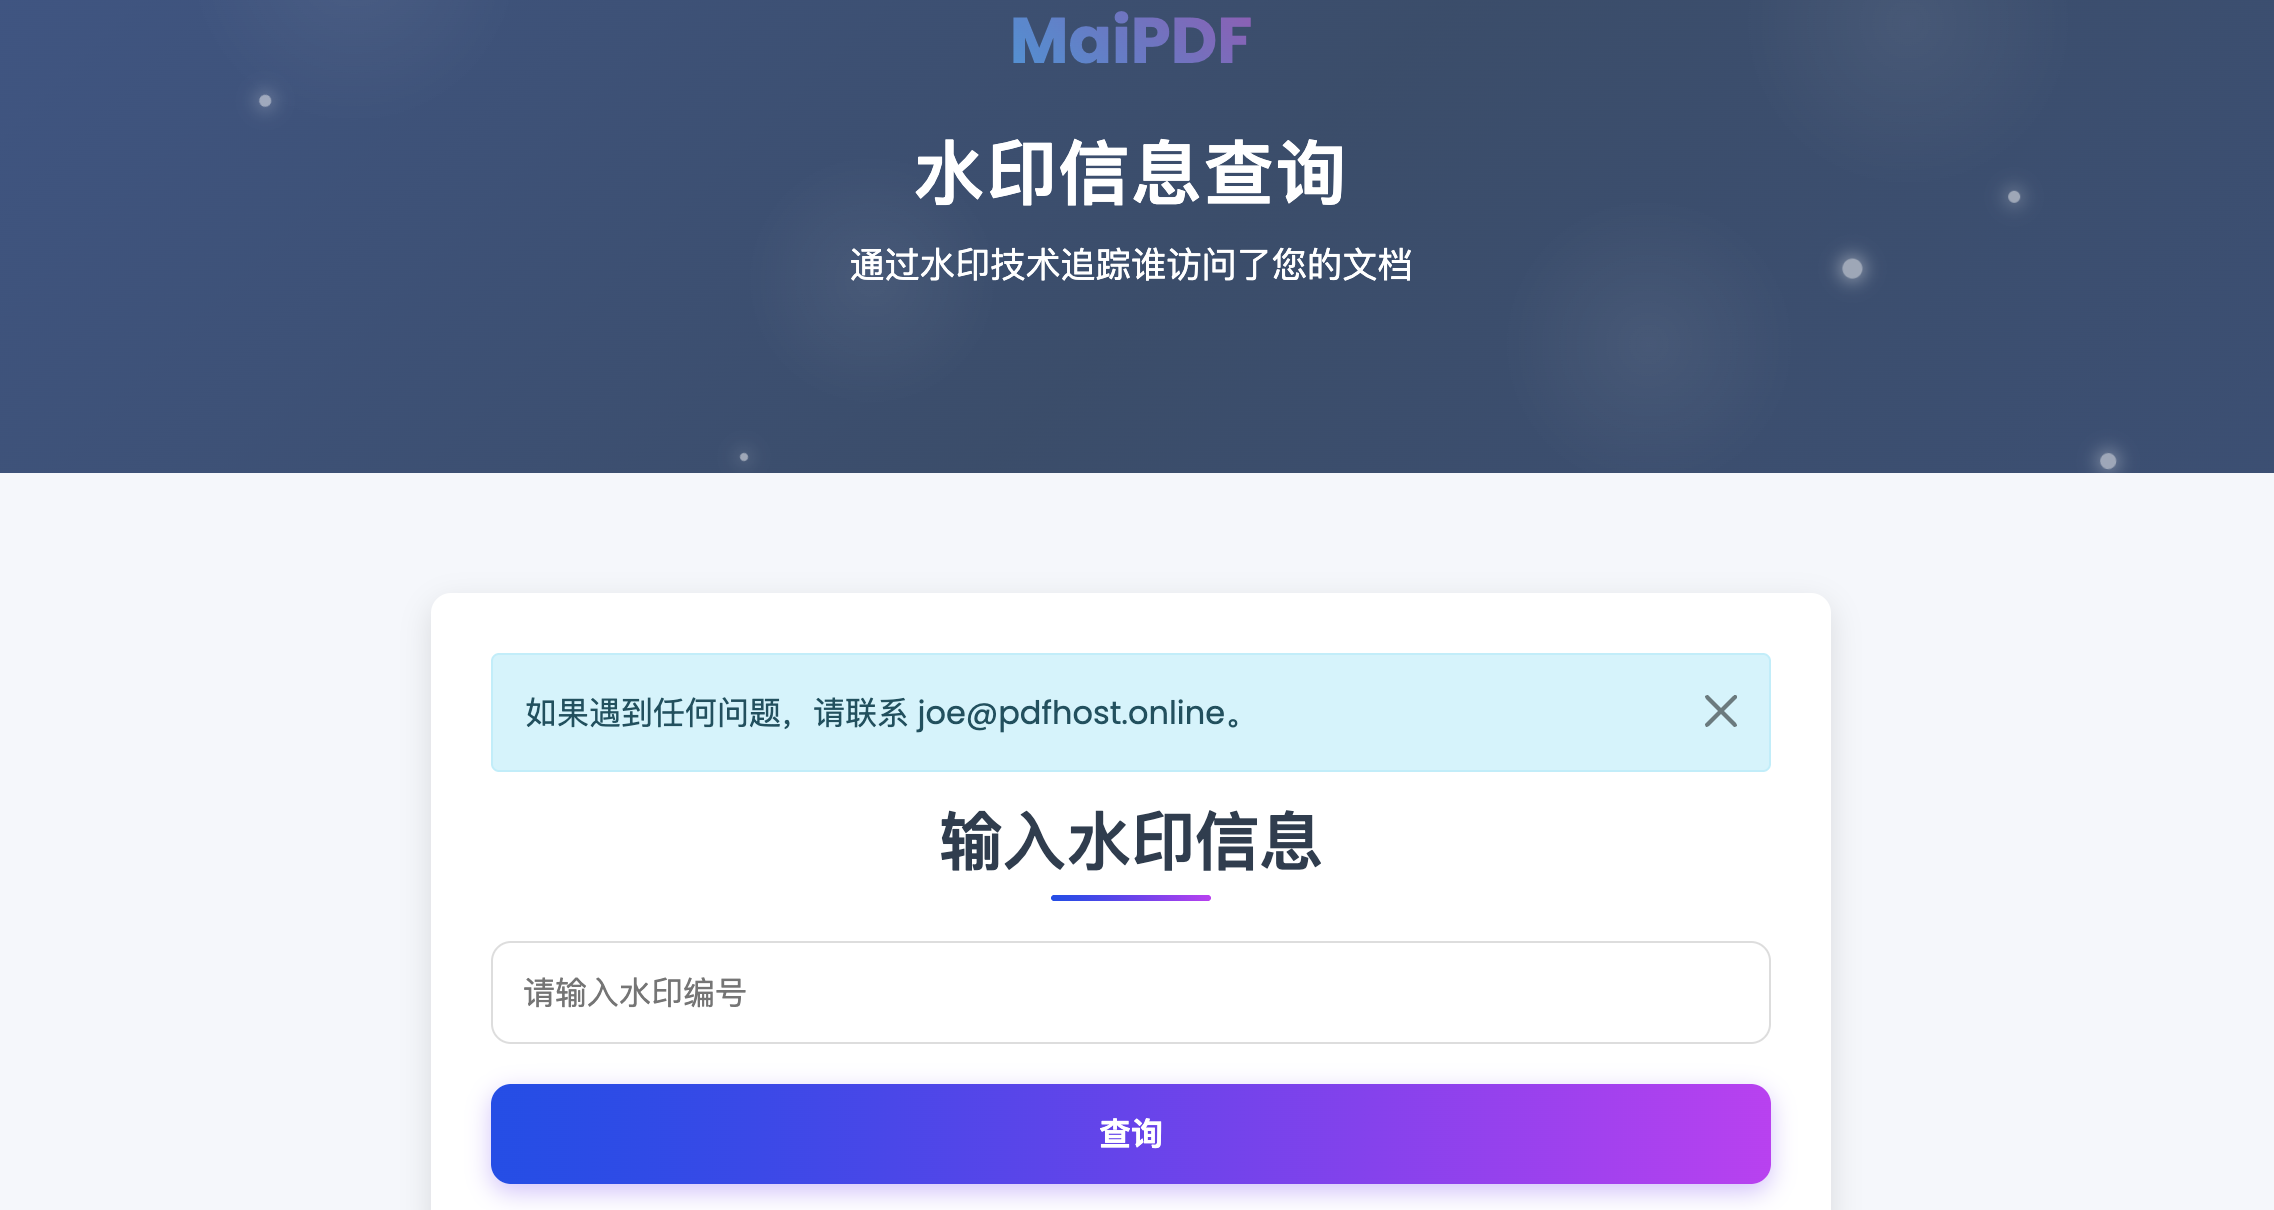 MaiPDF
水印信息查询
通过水印技术追踪谁访问了您的文档
如果遇到任何问题，请联系 joe@pdfhost.online。
输入水印信息
请输入水印编号
查询